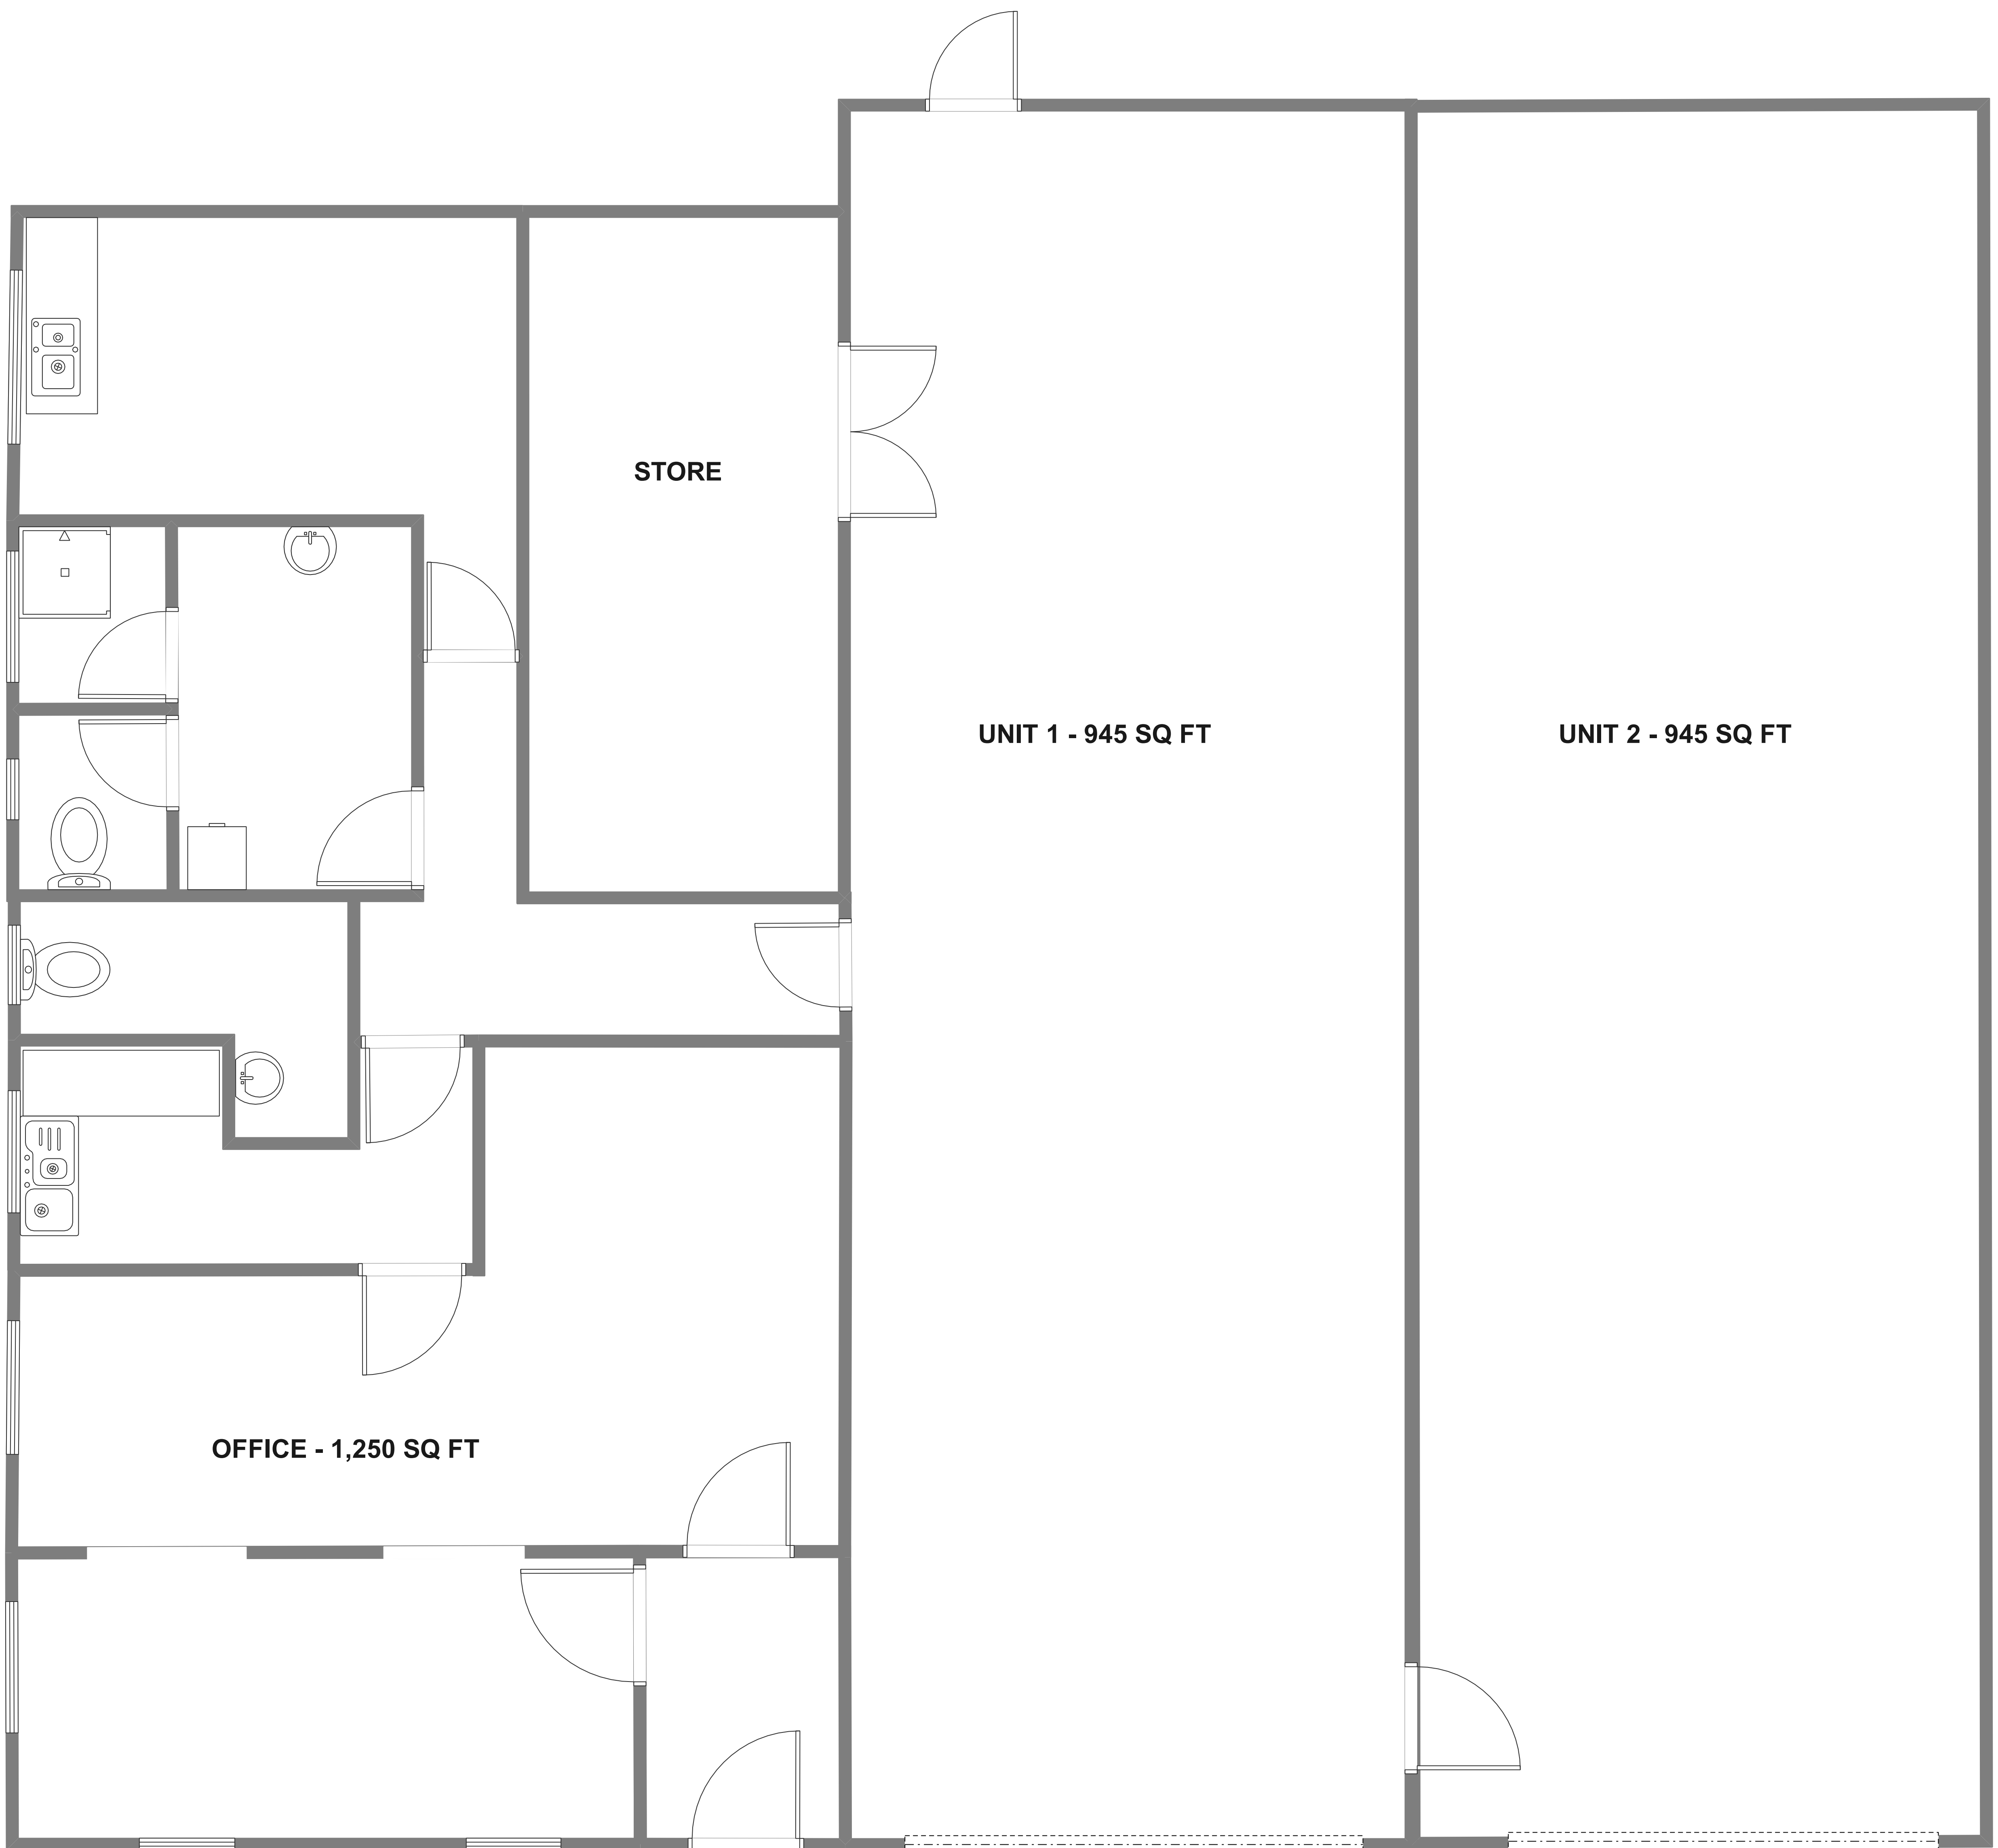 STORE
UNIT 1 - 945 SQ FT
UNIT 2 - 945 SQ FT
OFFICE - 1,250 SQ FT